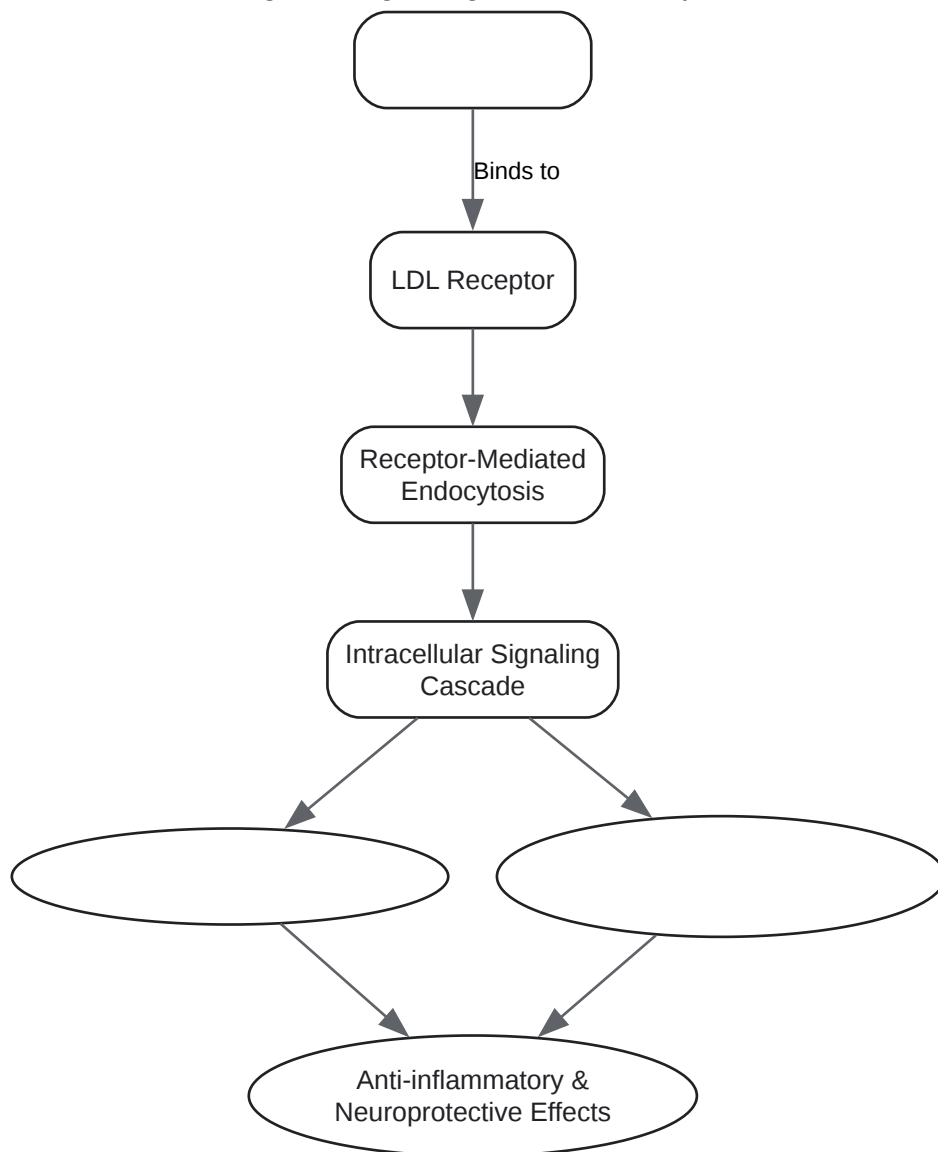 Binds to
LDL Receptor
Receptor-Mediated
Endocytosis
Intracellular Signaling
Cascade
Anti-inflammatory &
Neuroprotective Effects